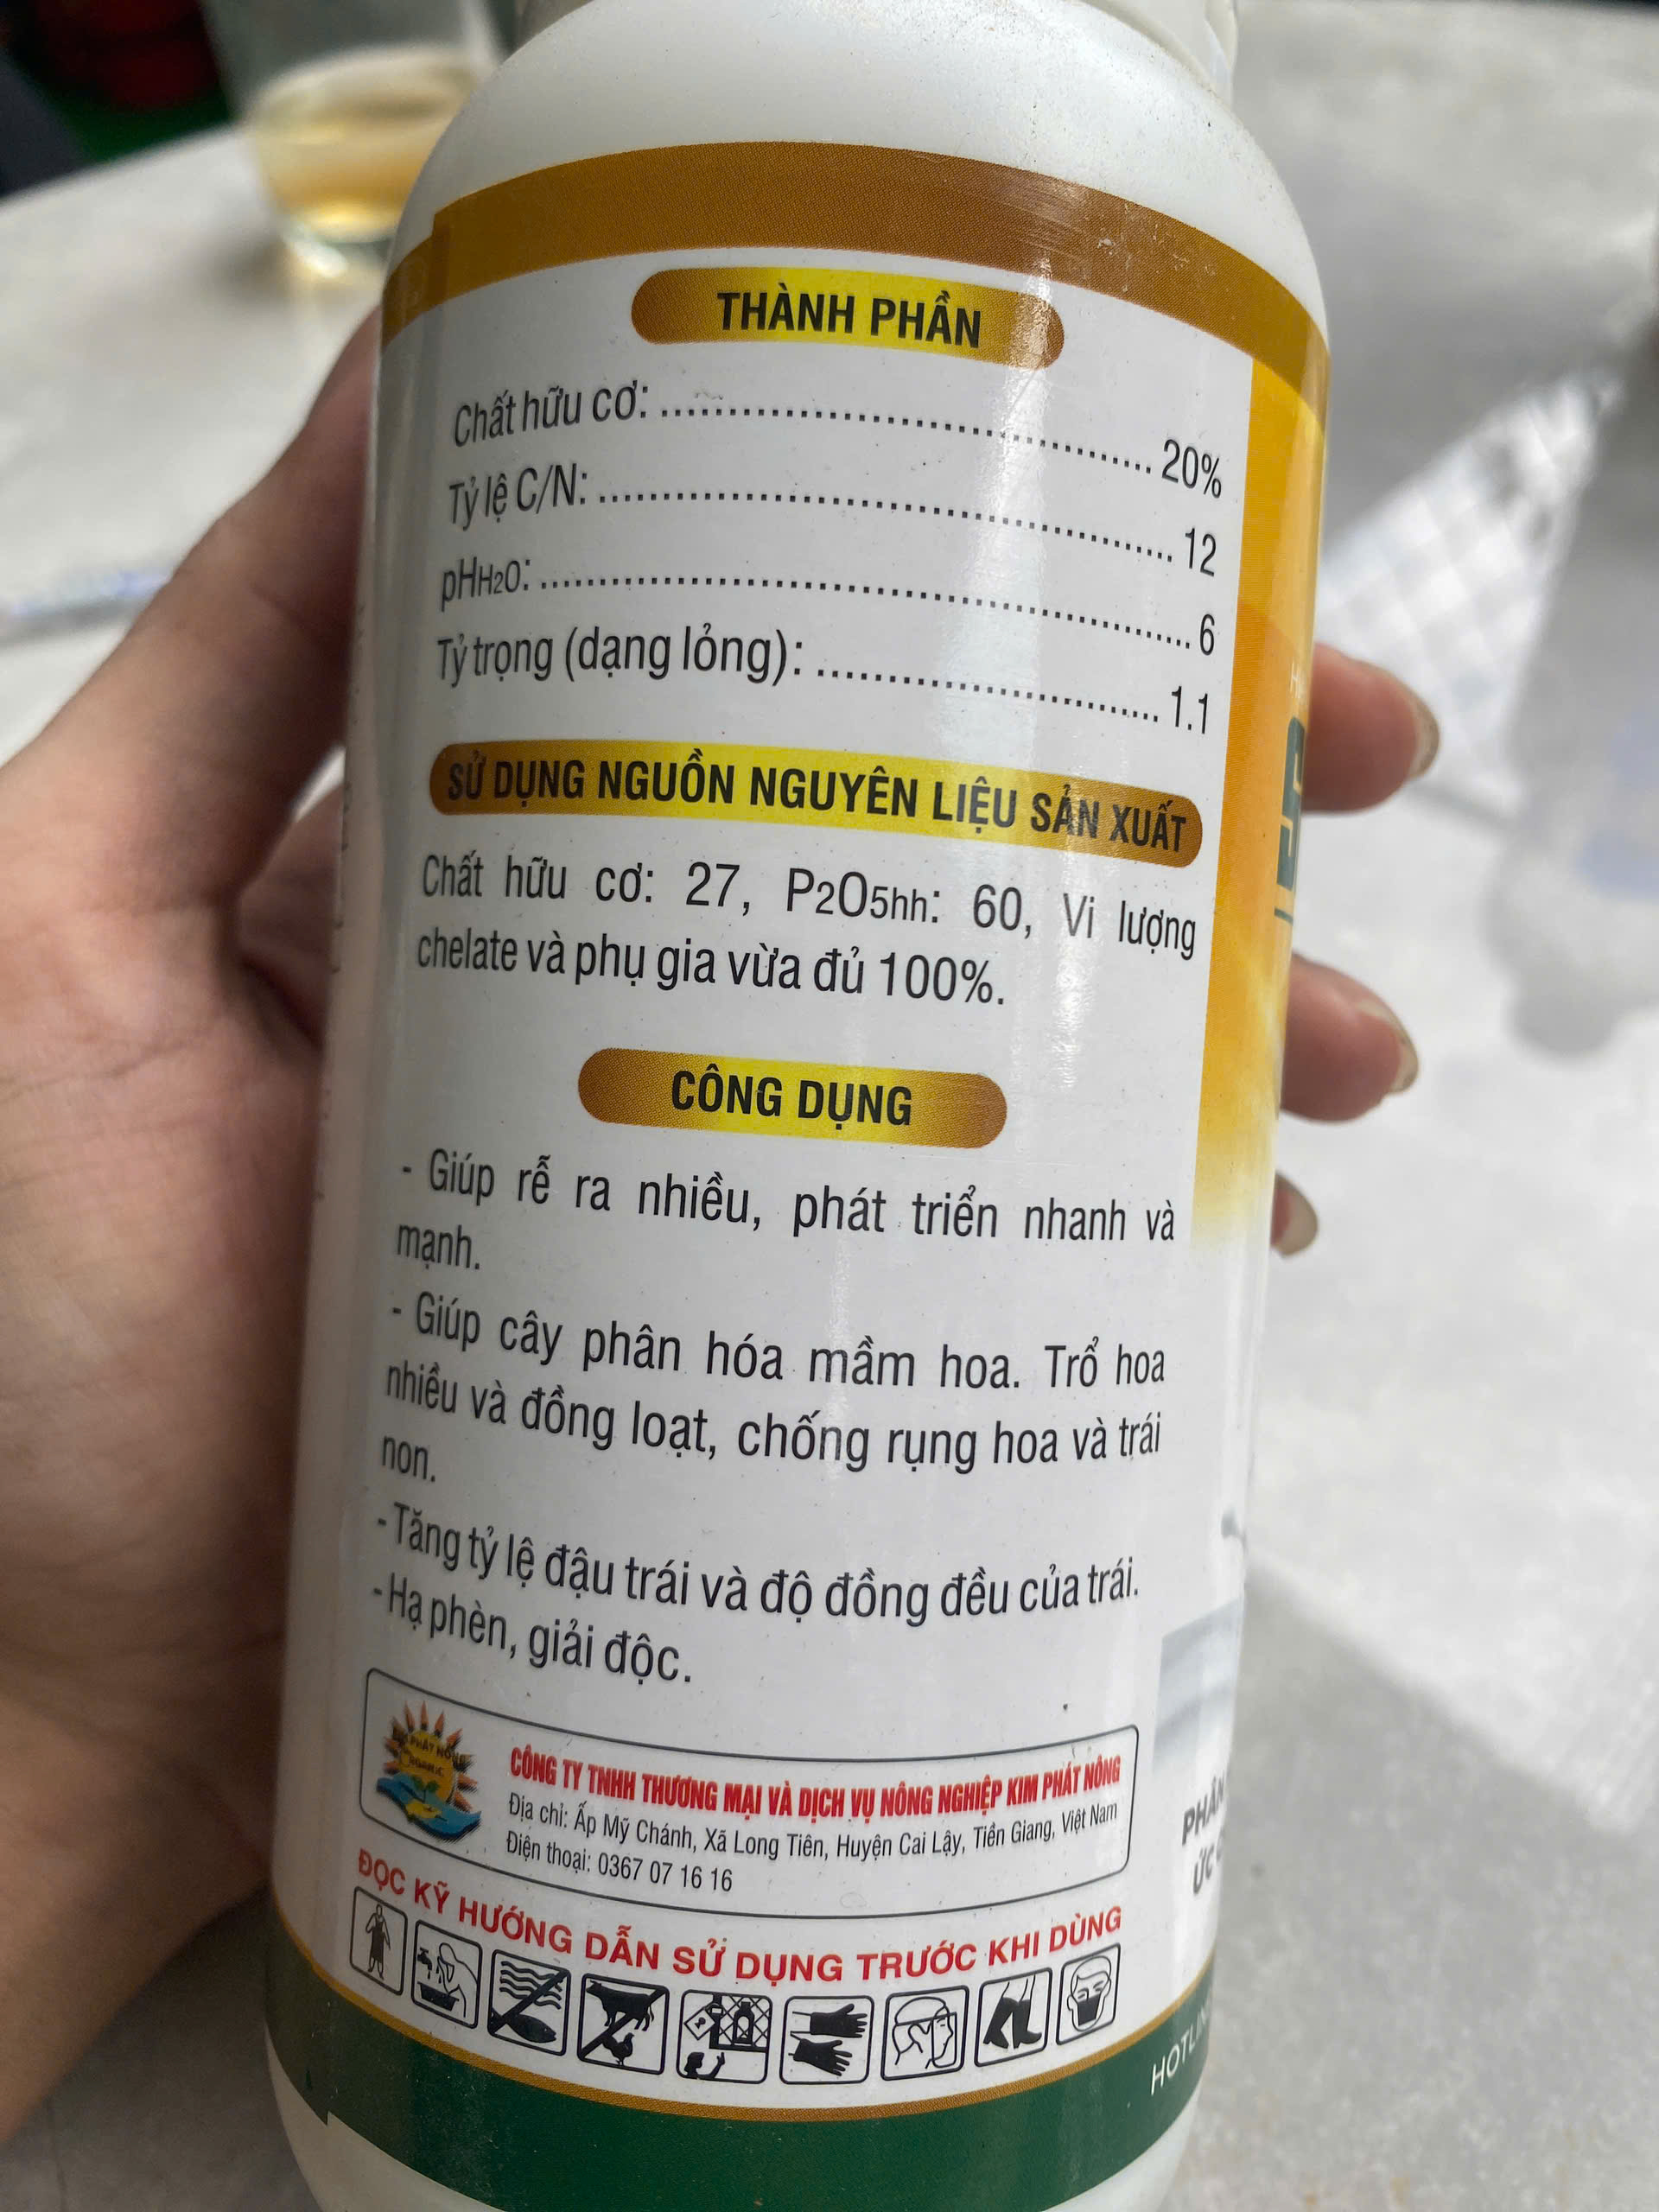 THÀNH PHẦN
Chất hữu cơ: ........................................ 20%
Tỷ lệ C/N: ........................................ 12
pHH2O: ........................................ 6
Tỷ trọng (dạng lỏng): ........................................ 1.1
SỬ DỤNG NGUỒN NGUYÊN LIỆU SẢN XUẤT
Chất hữu cơ: 27, P2O5hh: 60, Vi lượng
chelate và phụ gia vừa đủ 100%.
CÔNG DỤNG
- Giúp rễ ra nhiều, phát triển nhanh và
mạnh.
- Giúp cây phân hóa mầm hoa. Trổ hoa
nhiều và đồng loạt, chống rụng hoa và trái
non.
- Tăng tỷ lệ đậu trái và độ đồng đều của trái.
- Hạ phèn, giải độc.
CÔNG TY TNHH THƯƠNG MẠI VÀ DỊCH VỤ NÔNG NGHIỆP KIM PHÁT NÔNG
Địa chỉ: Ấp Mỹ Chánh, Xã Long Tiên, Huyện Cai Lậy, Tiền Giang, Việt Nam
Điện thoại: 0367 07 16 16
ĐỌC KỸ HƯỚNG DẪN SỬ DỤNG TRƯỚC KHI DÙNG
PHÂN